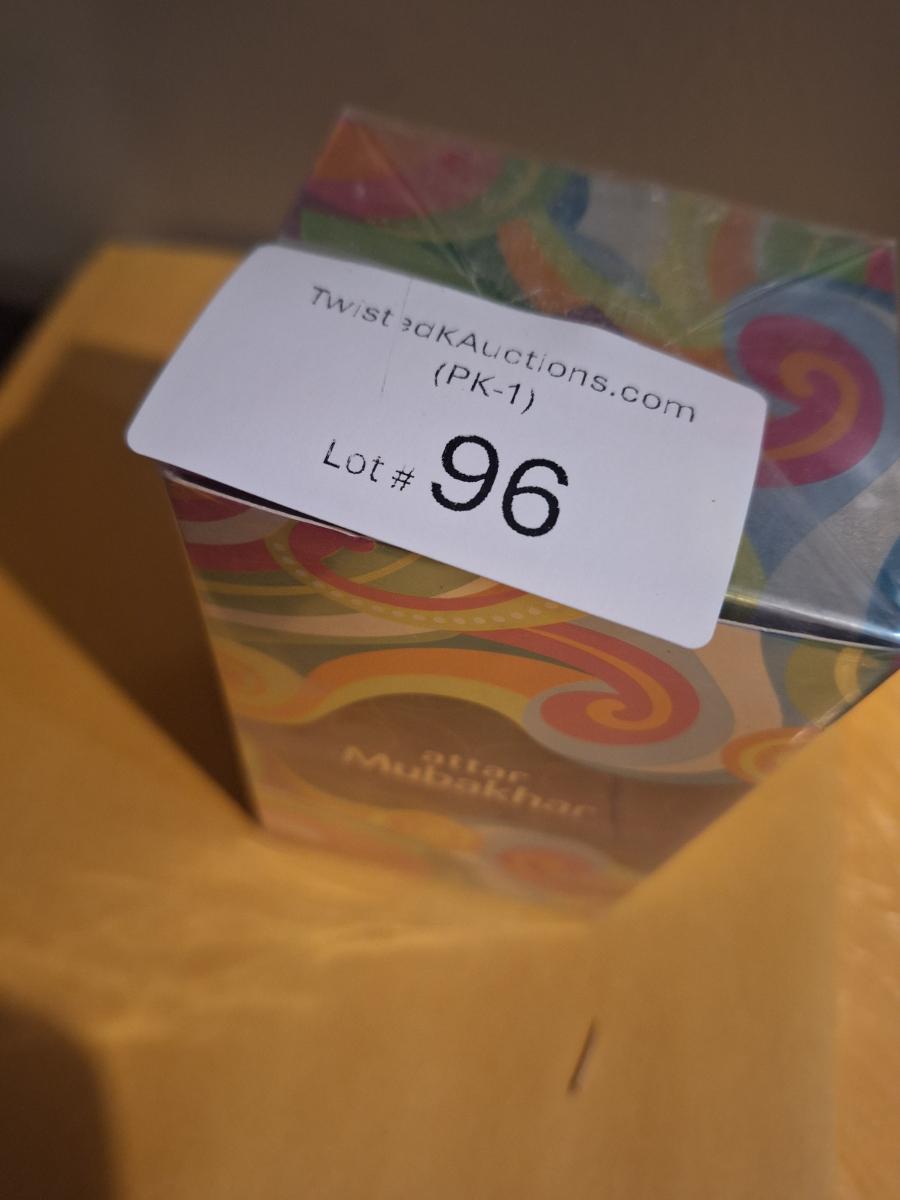 TwistedKAuctions.com
(PK-1)
Lot # 96
attar
Mubakhar